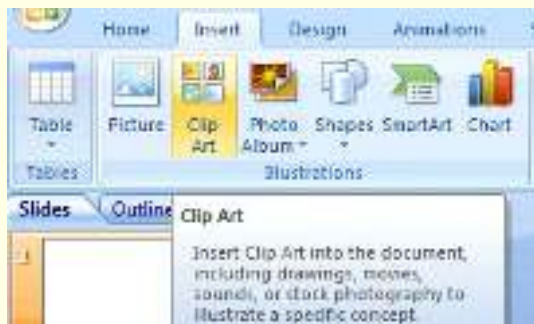 Home Insert Design Animations
Table Picture Clip Art Photo Album Shapes SmartArt Chart
Tables Illustrations
Slides Outline
Clip Art
Insert Clip Art into the document,
including drawings, movies,
sounds, or stock photography to
illustrate a specific concept.
1